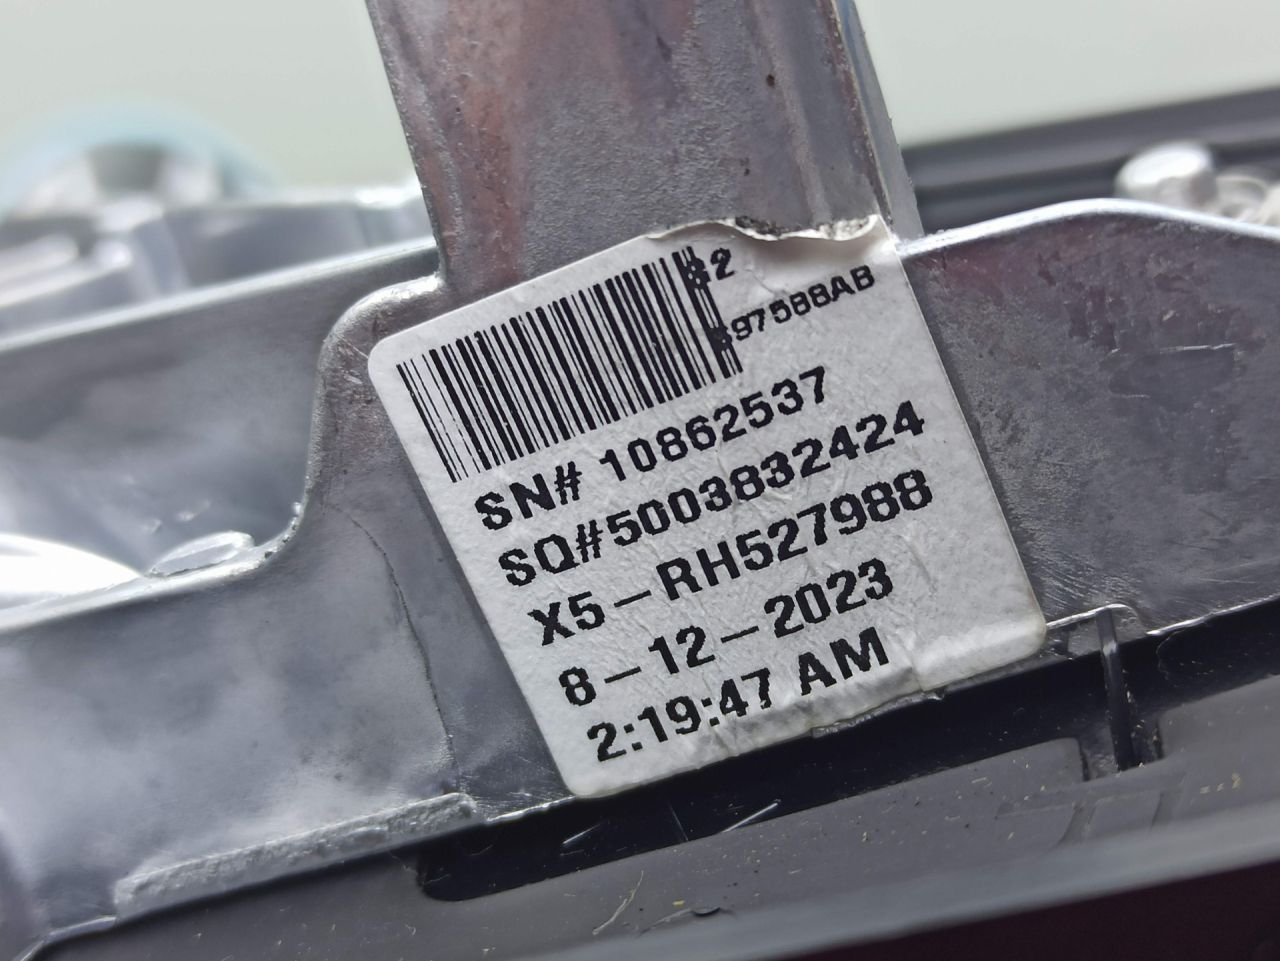 97588AB
SN# 10862537
SQ#5003832424
X5-RH527988
8-12-2023
2:19:47 AM